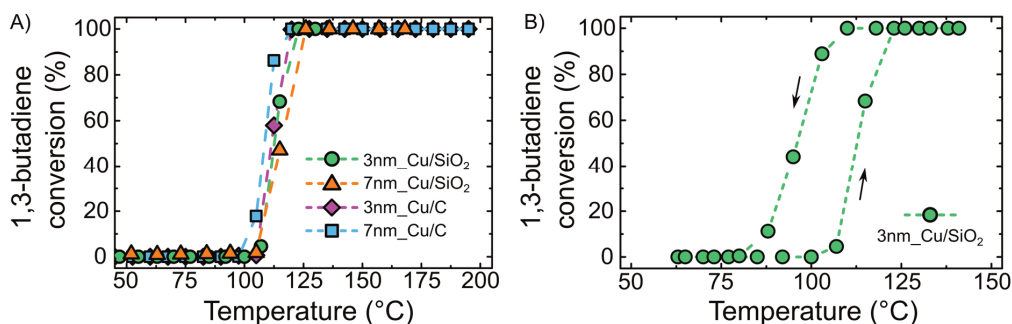 A)
1,3-butadiene
conversion (%)
100
80
60
40
20
0
3nm_Cu/SiO₂
7nm_Cu/SiO₂
3nm_Cu/C
7nm_Cu/C
50 75 100 125 150 175 200
Temperature (°C)
B)
1,3-butadiene
conversion (%)
100
80
60
40
20
0
3nm_Cu/SiO₂
50 75 100 125 150
Temperature (°C)